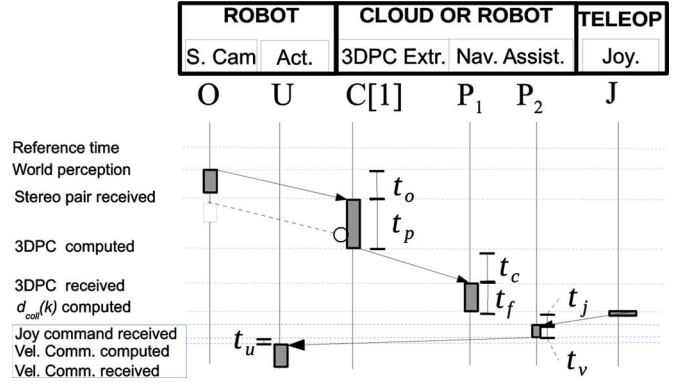 ROBOT CLOUD OR ROBOT TELEOP
S. Cam Act. 3DPC Extr. Nav. Assist. Joy.
O U C[1] P1 P2 J
Reference time
World perception
Stereo pair received
to
tp
3DPC computed
tc
3DPC received
tf tj
dcoll(k) computed
Joy command received
tu
Vel. Comm. computed
tv
Vel. Comm. received